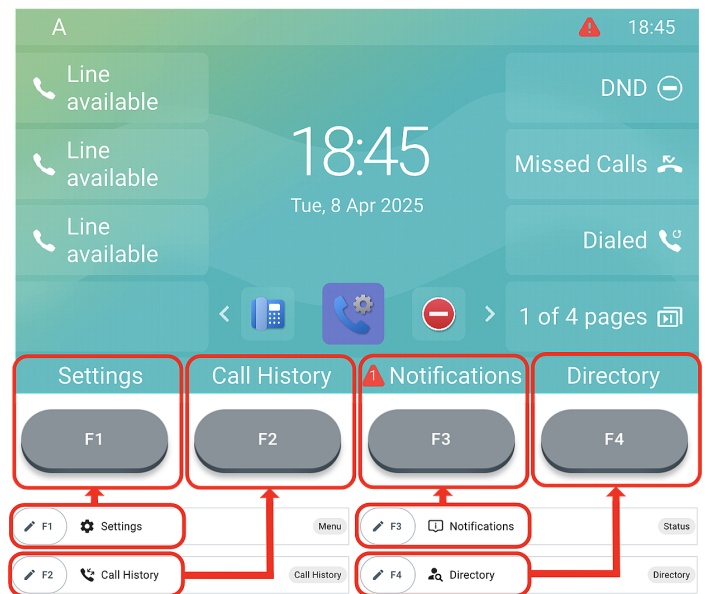 A
18:45
Line
available
DND
Line
available
18:45
Missed Calls
Tue, 8 Apr 2025
Line
available
Dialed
1 of 4 pages
Settings
Call History
1 Notifications
Directory
F1
F2
F3
F4
F1 Settings Menu
F3 Notifications Status
F2 Call History Call History
F4 Directory Directory